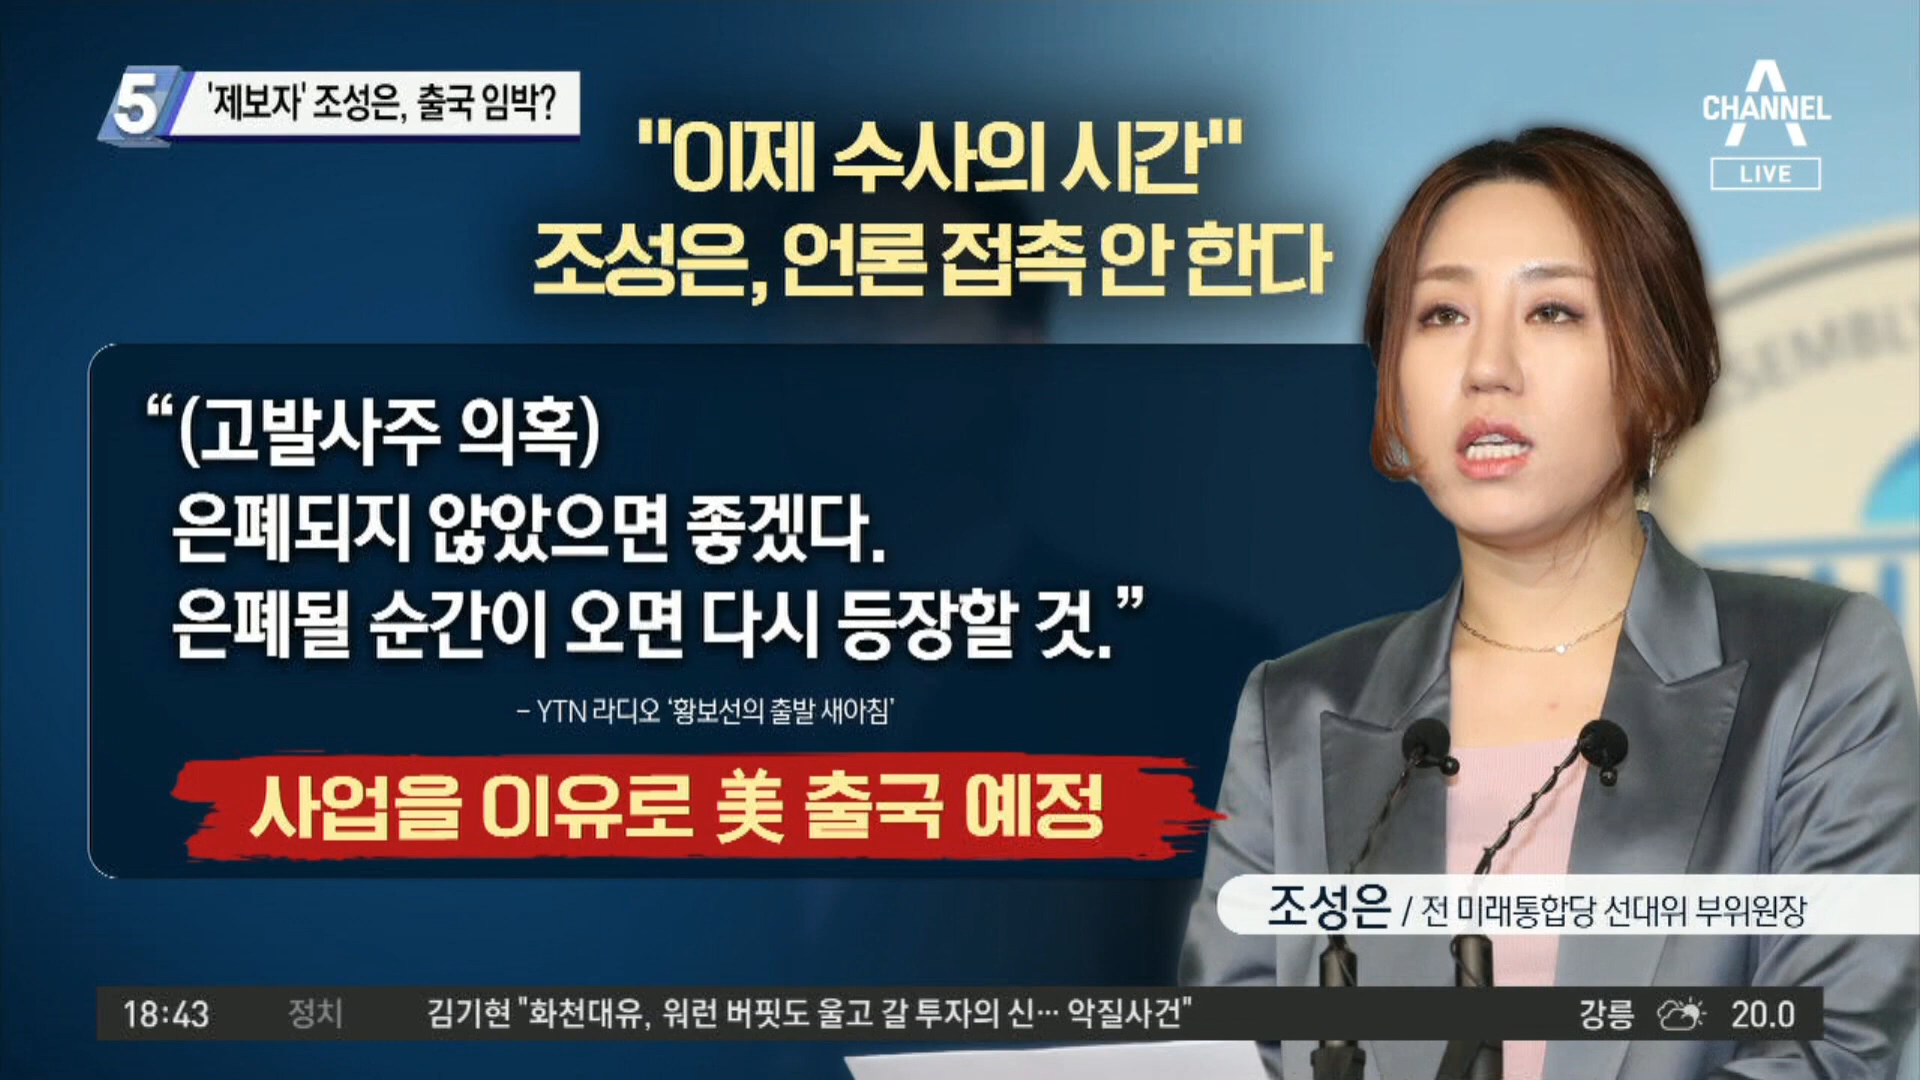 5 '제보자' 조성은, 출국 임박?
CHANNEL A
LIVE
"이제 수사의 시간"
조성은, 언론 접촉 안 한다
“(고발사주 의혹)
은폐되지 않았으면 좋겠다.
은폐될 순간이 오면 다시 등장할 것.”
– YTN 라디오 ‘황보선의 출발 새아침’
사업을 이유로 美 출국 예정
조성은 / 전 미래통합당 선대위 부위원장
18:43 정치 김기현 "화천대유, 워런 버핏도 울고 갈 투자의 신… 악질사건" 강릉 20.0